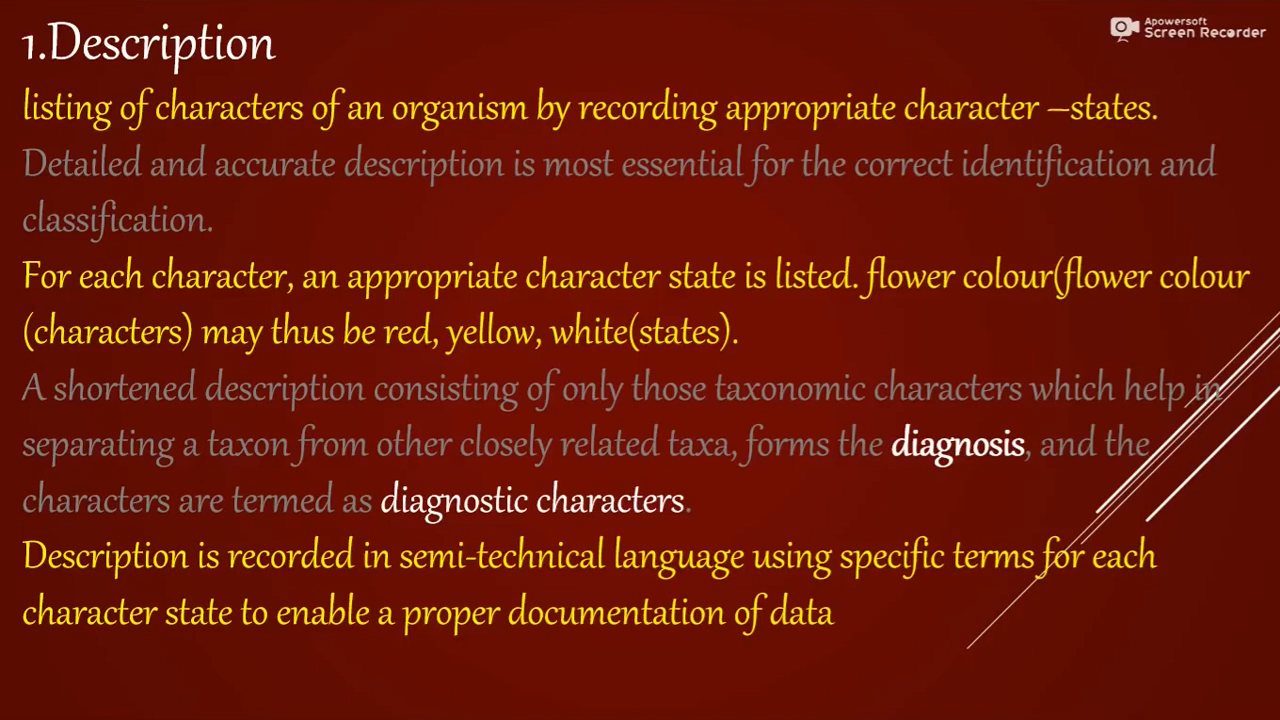 1.Description
Apowersoft
Screen Recorder
listing of characters of an organism by recording appropriate character –states.
Detailed and accurate description is most essential for the correct identification and
classification.
For each character, an appropriate character state is listed. flower colour(flower colour
(characters) may thus be red, yellow, white(states).
A shortened description consisting of only those taxonomic characters which help in
separating a taxon from other closely related taxa, forms the diagnosis, and the
characters are termed as diagnostic characters.
Description is recorded in semi-technical language using specific terms for each
character state to enable a proper documentation of data